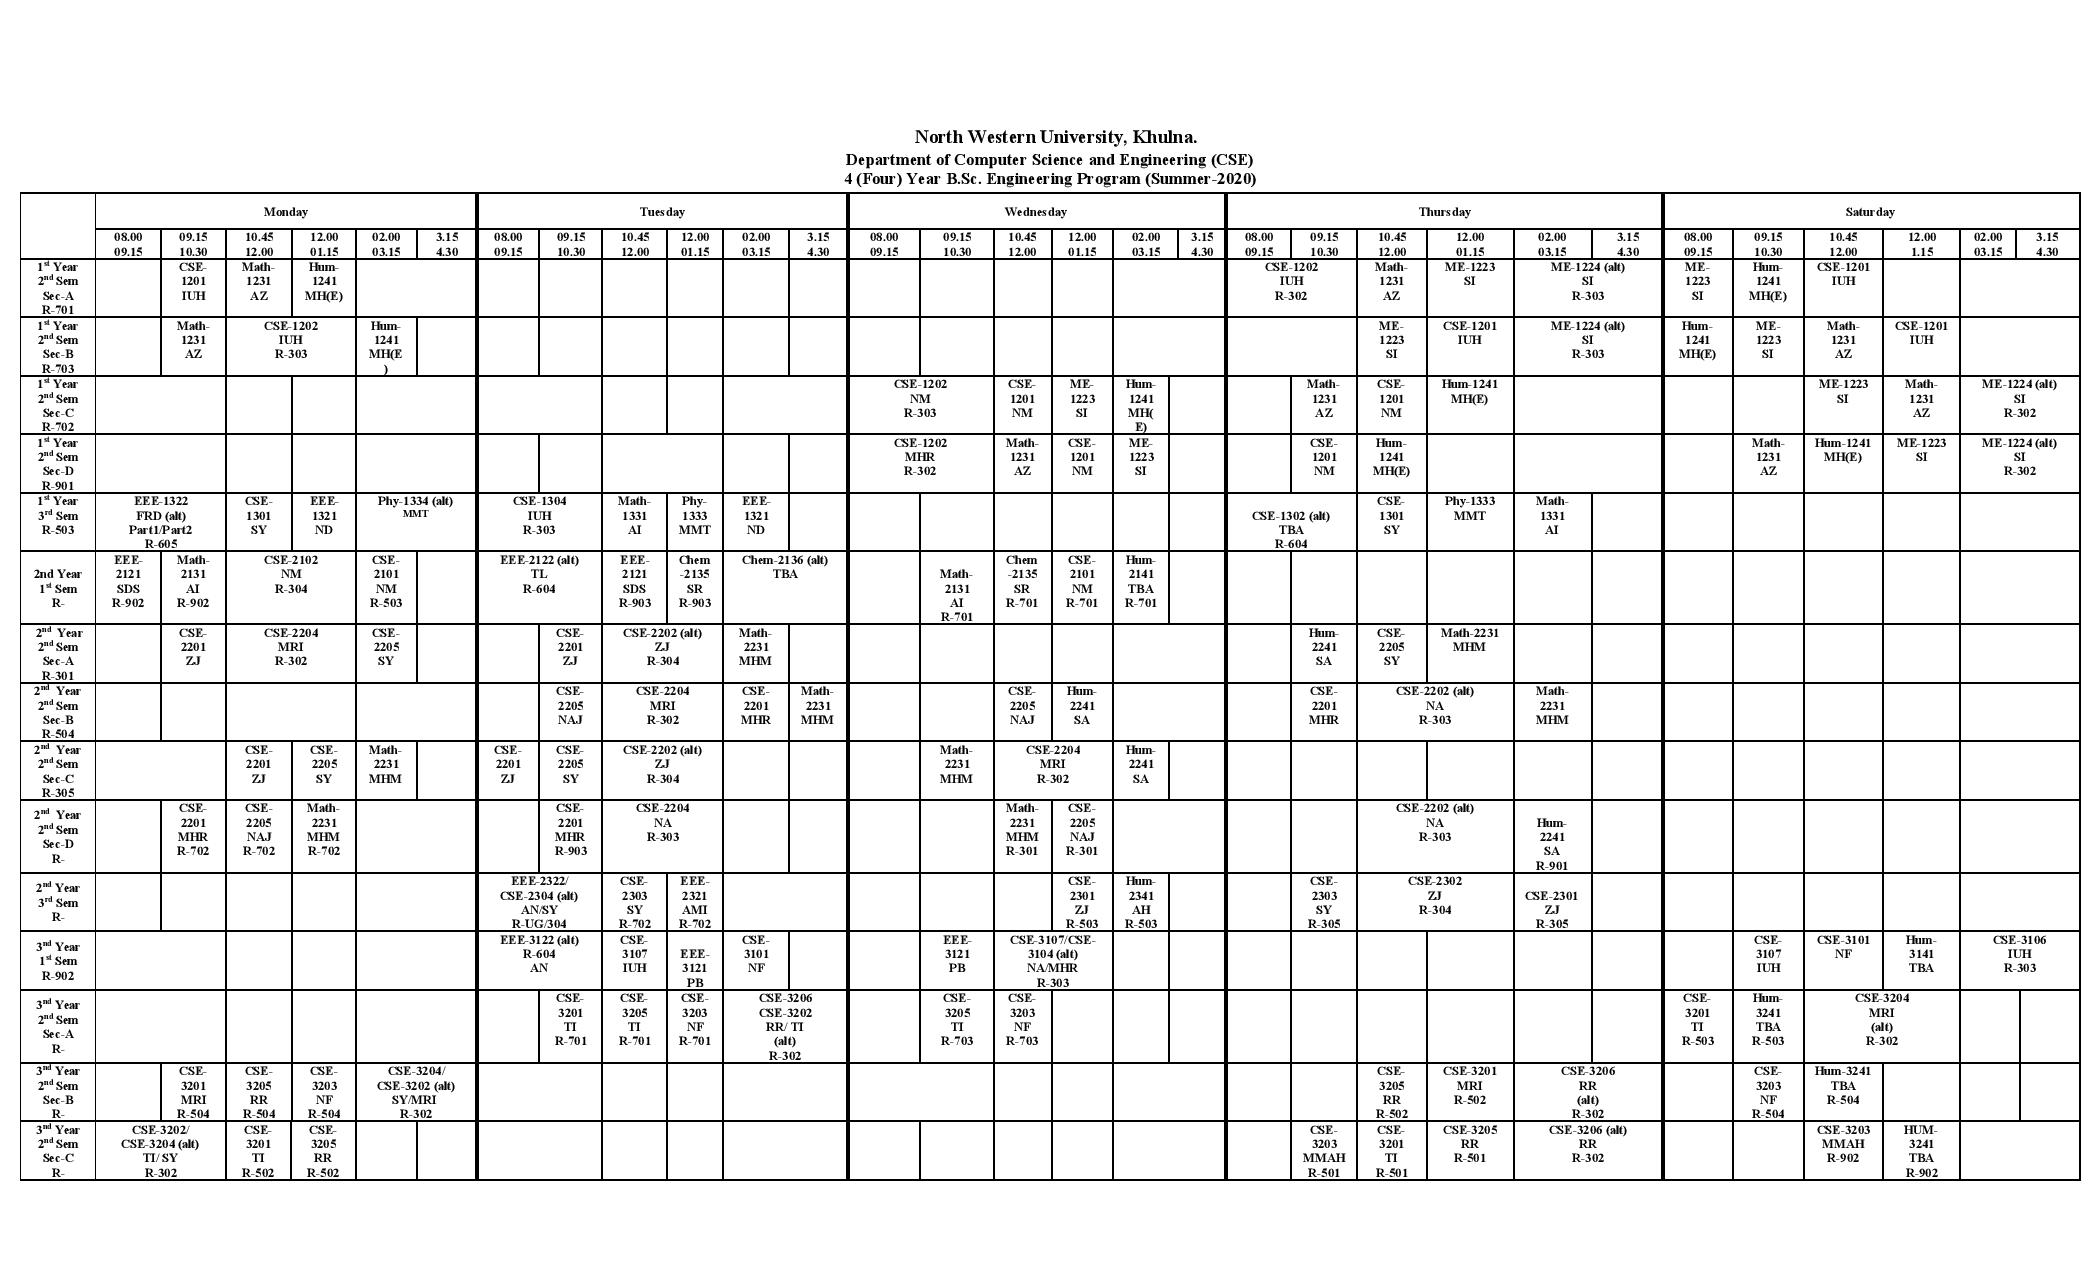 North Western University, Khulna.
Department of Computer Science and Engineering (CSE)
4 (Four) Year B.Sc. Engineering Program (Summer-2020)
Monday
Tuesday
Wednesday
Thursday
Saturday
08.00
09.15
09.15
10.30
10.45
12.00
12.00
01.15
02.00
03.15
3.15
4.30
08.00
09.15
09.15
10.30
10.45
12.00
12.00
01.15
02.00
03.15
3.15
4.30
08.00
09.15
09.15
10.30
10.45
12.00
12.00
01.15
02.00
03.15
3.15
4.30
08.00
09.15
09.15
10.30
10.45
12.00
12.00
01.15
02.00
03.15
3.15
4.30
08.00
09.15
09.15
10.30
10.45
12.00
12.00
1.15
02.00
03.15
3.15
4.30
1st Year
2nd Sem
Sec-A
R-701
CSE-
1201
IUH
Math-
1231
AZ
Hum-
1241
MH(E)
CSE-1202
IUH
R-302
Math-
1231
AZ
ME-1223
SI
ME-1224 (alt)
SI
R-303
ME-
1223
SI
Hum-
1241
MH(E)
CSE-1201
IUH
1st Year
2nd Sem
Sec-B
R-703
Math-
1231
AZ
CSE-1202
IUH
R-303
Hum-
1241
MH(E
)
ME-
1223
SI
CSE-1201
IUH
ME-1224 (alt)
SI
R-303
Hum-
1241
MH(E)
ME-
1223
SI
Math-
1231
AZ
CSE-1201
IUH
1st Year
2nd Sem
Sec-C
R-702
CSE-1202
NM
R-303
CSE-
1201
NM
ME-
1223
SI
Hum-
1241
MH(
E)
Math-
1231
AZ
CSE-
1201
NM
Hum-1241
MH(E)
ME-1223
SI
Math-
1231
AZ
ME-1224 (alt)
SI
R-302
1st Year
2nd Sem
Sec-D
R-901
CSE-1202
MHR
R-302
Math-
1231
AZ
CSE-
1201
NM
ME-
1223
SI
CSE-
1201
NM
Hum-
1241
MH(E)
Math-
1231
AZ
Hum-1241
MH(E)
ME-1223
SI
ME-1224 (alt)
SI
R-302
1st Year
3rd Sem
R-503
EEE-1322
FRD (alt)
Part1/Part2
R-605
CSE-
1301
SY
EEE-
1321
ND
Phy-1334 (alt)
MMT
CSE-1304
IUH
R-303
Math-
1331
AI
Phy-
1333
MMT
EEE-
1321
ND
CSE-1302 (alt)
TBA
R-604
CSE-
1301
SY
Phy-1333
MMT
Math-
1331
AI
2nd Year
1st Sem
R-
EEE-
2121
SDS
R-902
Math-
2131
AI
R-902
CSE-2102
NM
R-304
CSE-
2101
NM
R-503
EEE-2122 (alt)
TL
R-604
EEE-
2121
SDS
R-903
Chem
-2135
SR
R-903
Chem-2136 (alt)
TBA
Math-
2131
AI
R-701
Chem
-2135
SR
R-701
CSE-
2101
NM
R-701
Hum-
2141
TBA
R-701
2nd Year
2nd Sem
Sec-A
R-301
CSE-
2201
ZJ
CSE-2204
MRI
R-302
CSE-
2205
SY
CSE-
2201
ZJ
CSE-2202 (alt)
ZJ
R-304
Math-
2231
MHM
Hum-
2241
SA
CSE-
2205
SY
Math-2231
MHM
2nd Year
2nd Sem
Sec-B
R-504
CSE-
2205
NAJ
CSE-2204
MRI
R-302
CSE-
2201
MHR
Math-
2231
MHM
CSE-
2205
NAJ
Hum-
2241
SA
CSE-
2201
MHR
CSE-2202 (alt)
NA
R-303
Math-
2231
MHM
2nd Year
2nd Sem
Sec-C
R-305
CSE-
2201
ZJ
CSE-
2205
SY
Math-
2231
MHM
CSE-
2201
ZJ
CSE-
2205
SY
CSE-2202 (alt)
ZJ
R-304
Math-
2231
MHM
CSE-2204
MRI
R-302
Hum-
2241
SA
2nd Year
2nd Sem
Sec-D
R-
CSE-
2201
MHR
R-702
CSE-
2205
NAJ
R-702
Math-
2231
MHM
R-702
CSE-
2201
MHR
R-903
CSE-2204
NA
R-303
Math-
2231
MHM
R-301
CSE-
2205
NAJ
R-301
CSE-2202 (alt)
NA
R-303
Hum-
2241
SA
R-901
2nd Year
3rd Sem
R-
EEE-2322/
CSE-2304 (alt)
AN/SY
R-UG/304
CSE-
2303
SY
R-702
EEE-
2321
AMI
R-702
CSE-
2301
ZJ
R-503
Hum-
2341
AH
R-503
CSE-
2303
SY
R-305
CSE-2302
ZJ
R-304
CSE-2301
ZJ
R-305
3nd Year
1st Sem
R-902
EEE-3122 (alt)
R-604
AN
CSE-
3107
IUH
EEE-
3121
PB
CSE-
3101
NF
EEE-
3121
PB
CSE-3107/CSE-
3104 (alt)
NA/MHR
R-303
CSE-
3107
IUH
CSE-3101
NF
Hum-
3141
TBA
CSE-3106
IUH
R-303
3nd Year
2nd Sem
Sec-A
R-
CSE-
3201
TI
R-701
CSE-
3205
TI
R-701
CSE-
3203
NF
R-701
CSE-3206
CSE-3202
RR/ TI
(alt)
R-302
CSE-
3205
TI
R-703
CSE-
3203
NF
R-703
CSE-
3201
TI
R-503
Hum-
3241
TBA
R-503
CSE-3204
MRI
(alt)
R-302
3nd Year
2nd Sem
Sec-B
R-
CSE-
3201
MRI
R-504
CSE-
3205
RR
R-504
CSE-
3203
NF
R-504
CSE-3204/
CSE-3202 (alt)
SY/MRI
R-302
CSE-
3205
RR
R-502
CSE-3201
MRI
R-502
CSE-3206
RR
(alt)
R-302
CSE-
3203
NF
R-504
Hum-3241
TBA
R-504
3nd Year
2nd Sem
Sec-C
R-
CSE-3202/
CSE-3204 (alt)
TI/ SY
R-302
CSE-
3201
TI
R-502
CSE-
3205
RR
R-502
CSE-
3203
MMAH
R-501
CSE-
3201
TI
R-501
CSE-3205
RR
R-501
CSE-3206 (alt)
RR
R-302
CSE-3203
MMAH
R-902
HUM-
3241
TBA
R-902